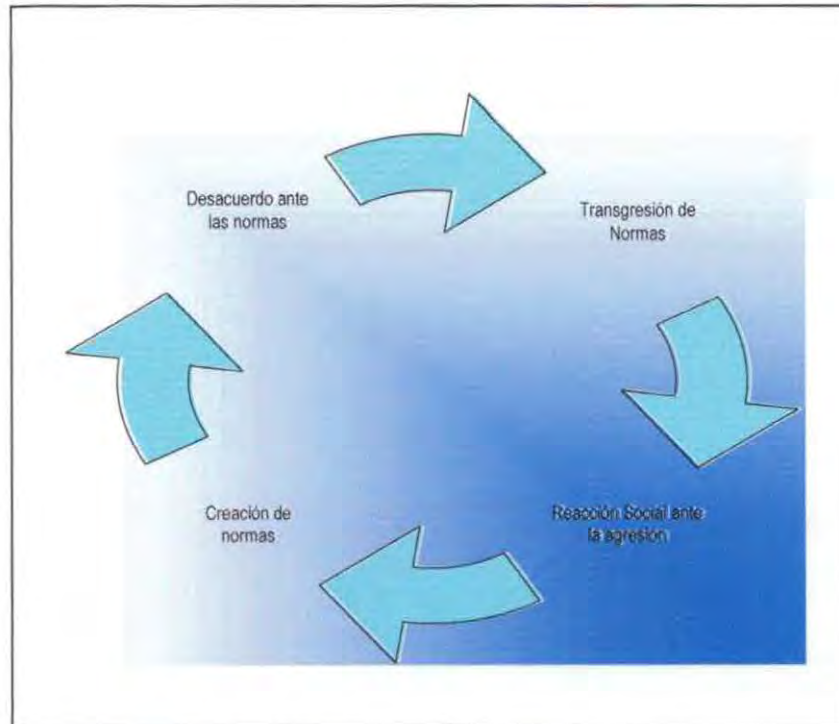 Desacuerdo ante
las normas
Transgresión de
Normas
Creación de
normas
Reacción Social ante
la agresión